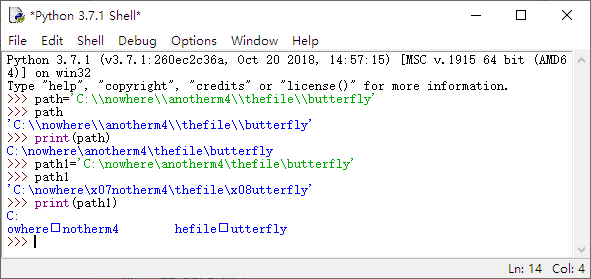 *Python 3.7.1 Shell*
File Edit Shell Debug Options Window Help
Python 3.7.1 (v3.7.1:260ec2c36a, Oct 20 2018, 14:57:15) [MSC v.1915 64 bit (AMD6
4)] on win32
Type "help", "copyright", "credits" or "license()" for more information.
>>> path='C:\\nowhere\\anotherm4\\thefile\\butterfly'
>>> path
'C:\\nowhere\\anotherm4\\thefile\\butterfly'
>>> print(path)
C:\nowhere\anotherm4\thefile\butterfly
>>> path1='C:\nowhere\anotherm4\thefile\butterfly'
>>> path1
'C:\nowhere\x07notherm4\thefile\x08utterfly'
>>> print(path1)
C:
owhere□notherm4	hefile□utterfly
>>>
Ln: 14 Col: 4